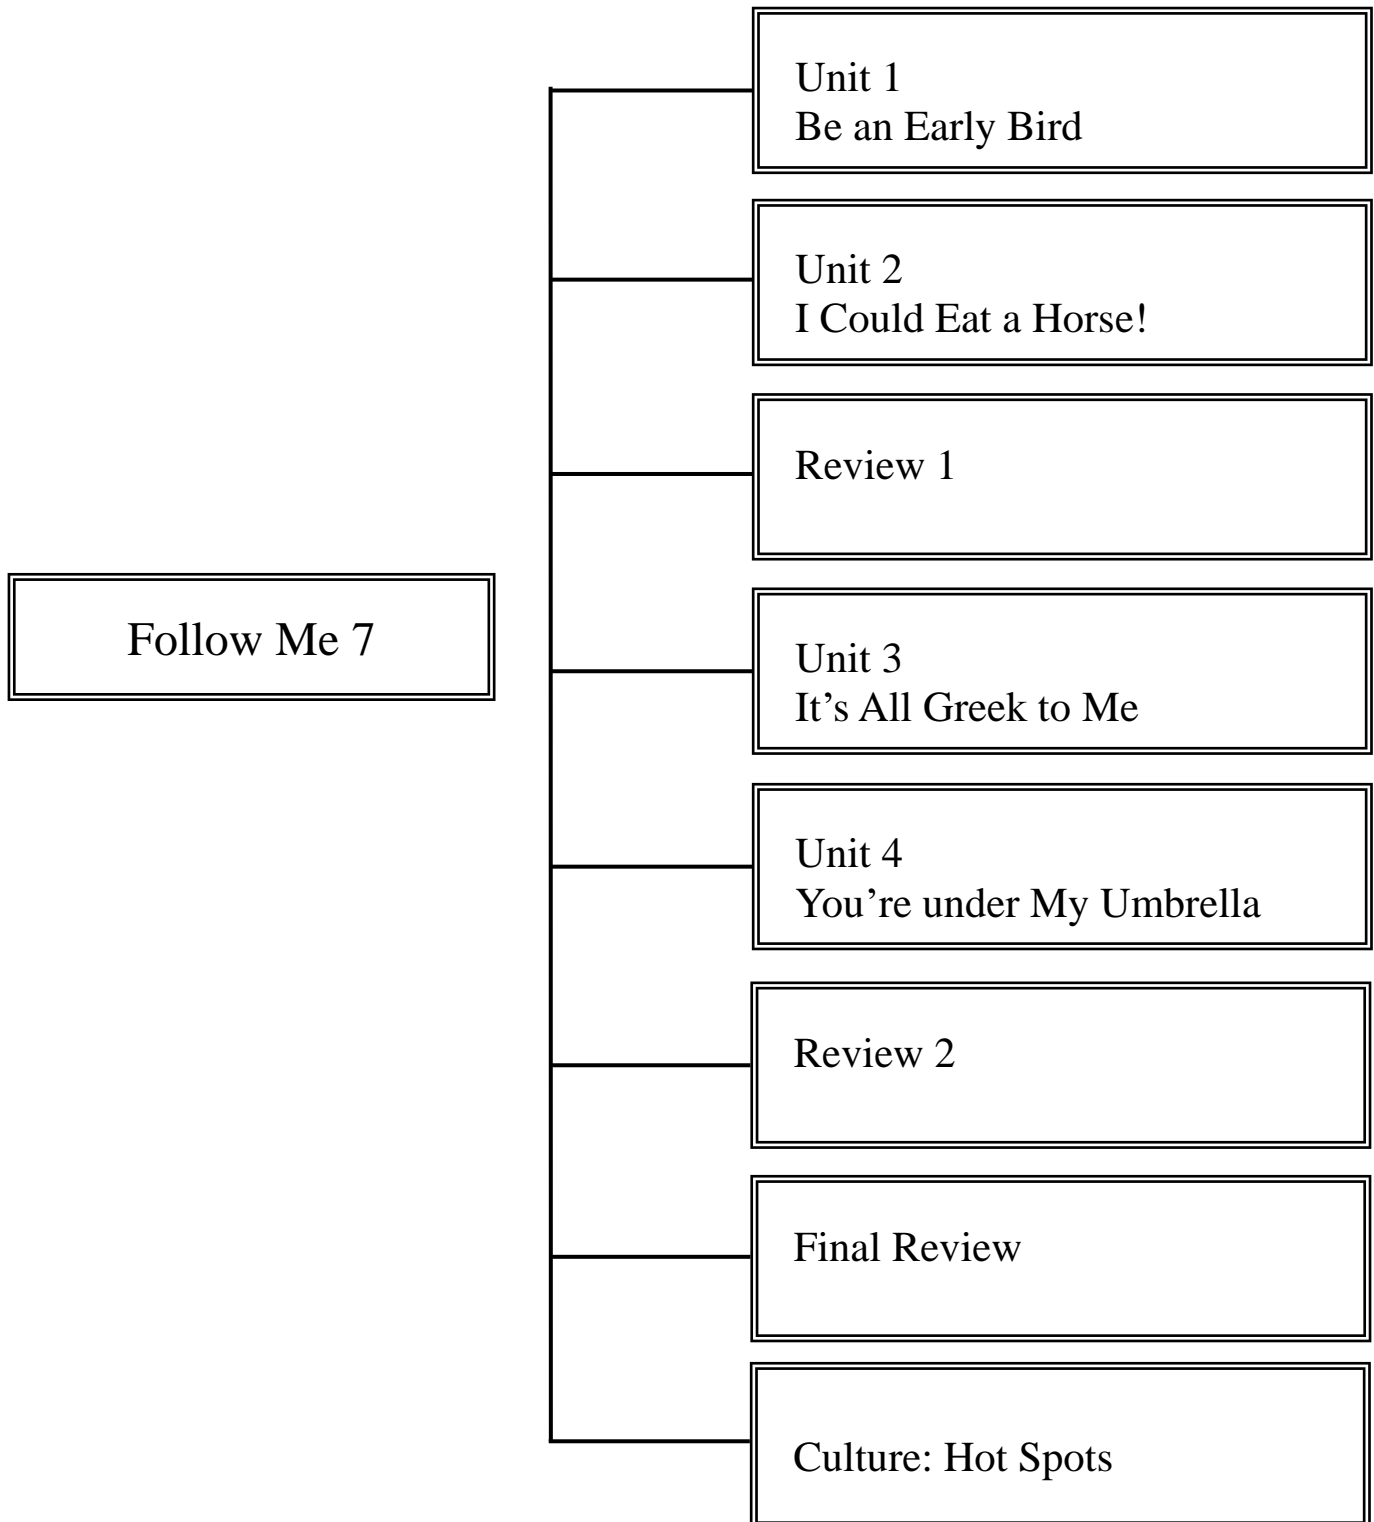 Follow Me 7
Unit 1
Be an Early Bird
Unit 2
I Could Eat a Horse!
Review 1
Unit 3
It’s All Greek to Me
Unit 4
You’re under My Umbrella
Review 2
Final Review
Culture: Hot Spots